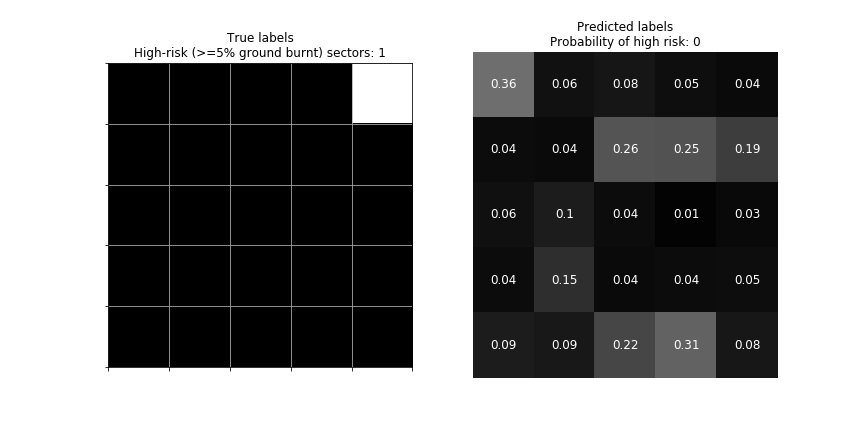 True labels
High-risk (>=5% ground burnt) sectors: 1
Predicted labels
Probability of high risk: 0
0.36 0.06 0.08 0.05 0.04
0.04 0.04 0.26 0.25 0.19
0.06 0.1 0.04 0.01 0.03
0.04 0.15 0.04 0.04 0.05
0.09 0.09 0.22 0.31 0.08